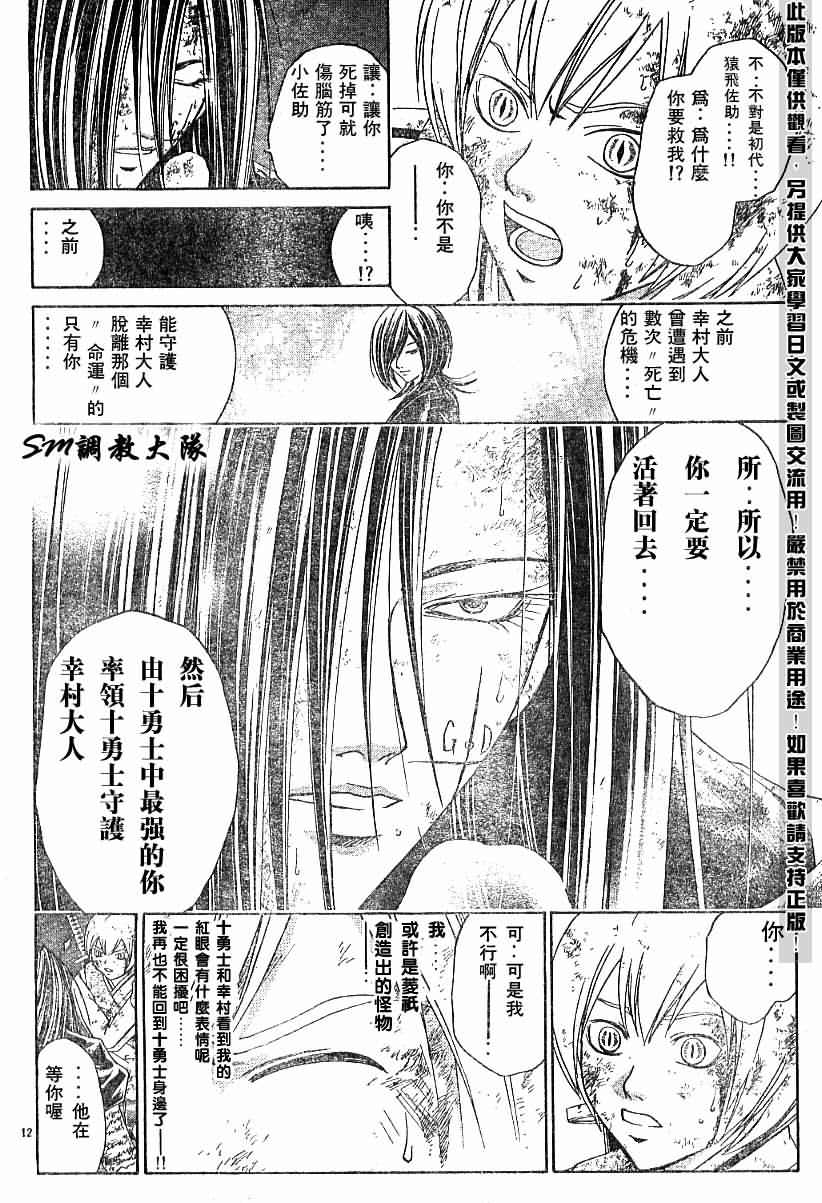 不‥不對是初代‥‥
猿飛佐助‥‥!!
為‥為什麼
你要救我!?
你‥你不是
——
讓‥讓你
死掉可就
傷腦筋了‥‥
小佐助
咦‥‥!?
之前
‥‥
之前
幸村大人
曾遭遇到
數次〃死亡〃
的危機‥‥
能守護
幸村大人
脫離那個
〃命運〃的
只有你
‥‥‥
SM調教大隊
所‥所以‥‥
你一定要
活著回去‥‥
GoD
然后
由十勇士中最强的你
率領十勇士守護
幸村大人
你‥‥
可‥可是我
不行啊——
我‥‥
或許是菱祇
創造出的怪物
十勇士和幸村看到我的
紅眼會有什麼表情呢
一定很困擾吧‥‥‥
我再也不能回到十勇士身邊了——!!
‥‥他在
等你喔
12
此版本僅供觀看，另提供大家學習日文或製圖交流用！嚴禁用於商業用途！如果喜歡請支持正版！